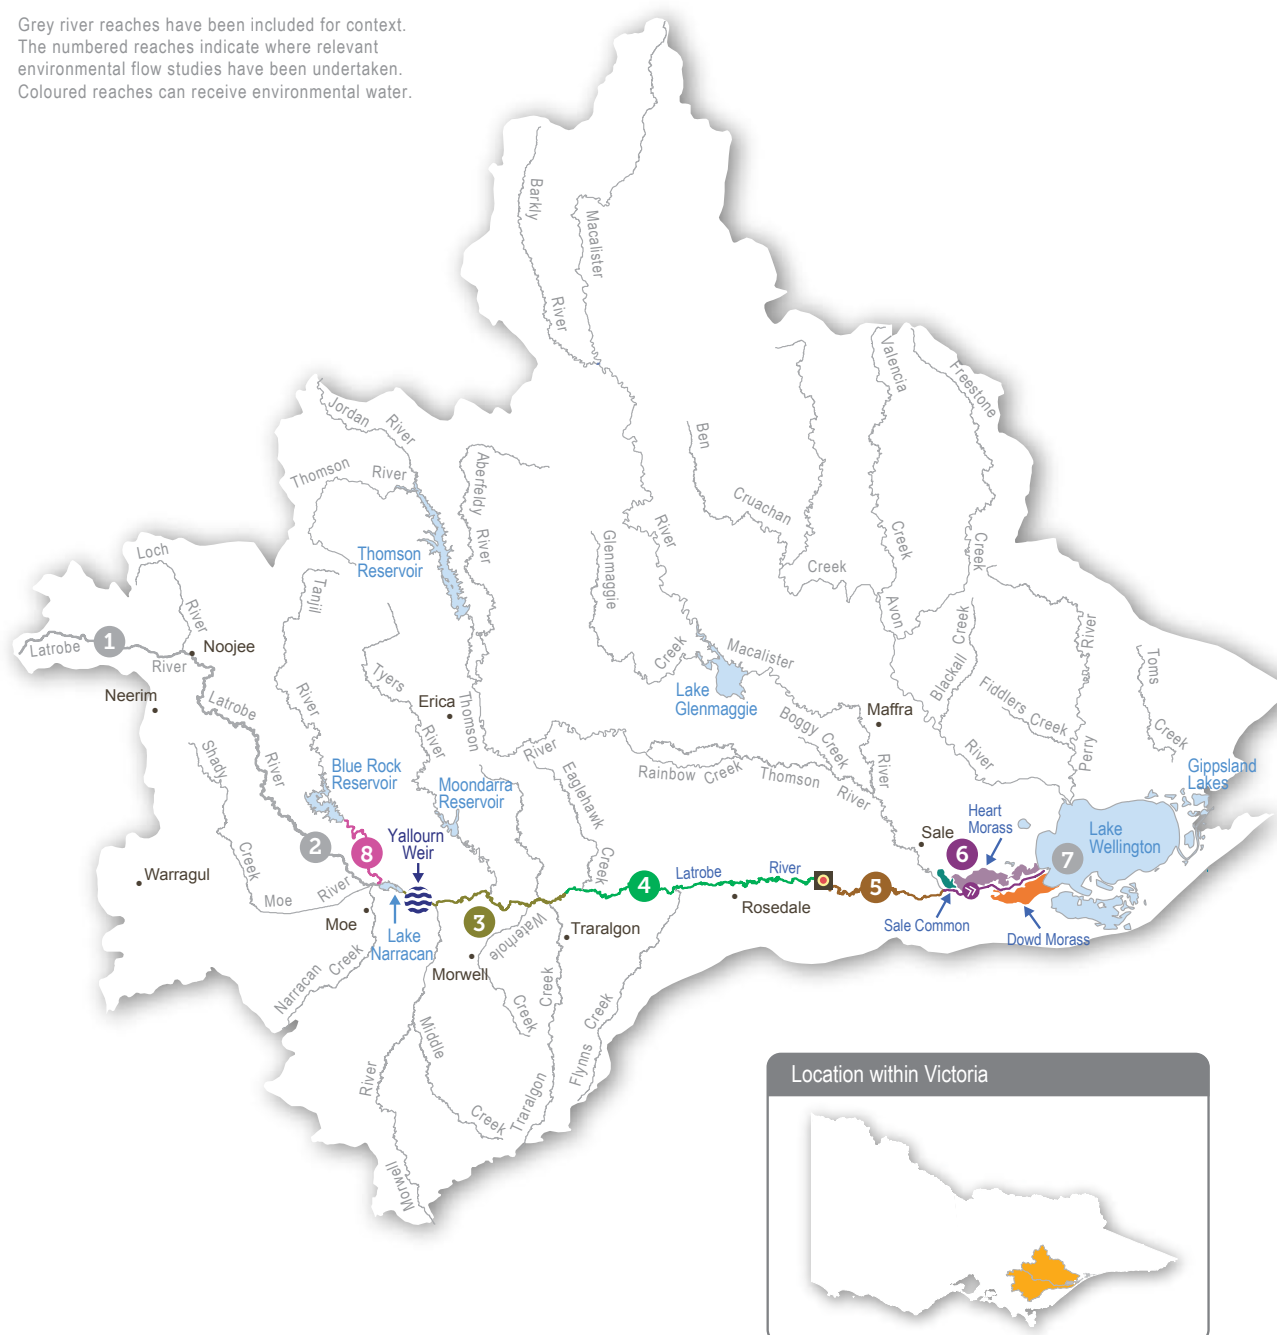 Grey river reaches have been included for context.
The numbered reaches indicate where relevant
environmental flow studies have been undertaken.
Coloured reaches can receive environmental water.
Barkly
River
Macalister
River
Valencia
Creek
Freestone
Creek
Jordan
River
Thomson
River
Aberfeldy
River
Ben
Cruachan
Creek
Thomson
Reservoir
Glenmaggie
Creek
Loch
River
Tanjil
River
Avon
River
Latrobe
1
River
Noojee
Neerim
Latrobe
River
Tyers
River
Erica
Thomson
River
Macalister
River
Lake
Glenmaggie
Maffra
Blackall
Creek
Fiddlers
Creek
Perry
River
Toms
Creek
Boggy
Creek
Shady
Creek
Blue Rock
Reservoir
Moondarra
Reservoir
Eaglehawk
Creek
Rainbow
Creek
Thomson
River
Gippsland
Lakes
Yallourn
Weir
Sale
Heart
Morass
Lake
Wellington
2
8
6
7
Warragul
Moe
River
4
Latrobe
River
5
Rosedale
Sale Common
Dowd Morass
Moe
Lake
Narracan
3
Traralgon
Morwell
Waterhole
Creek
Narracan
Creek
Middle
Creek
Traralgon
Creek
Flynns
Creek
Morwell
River
Location within Victoria